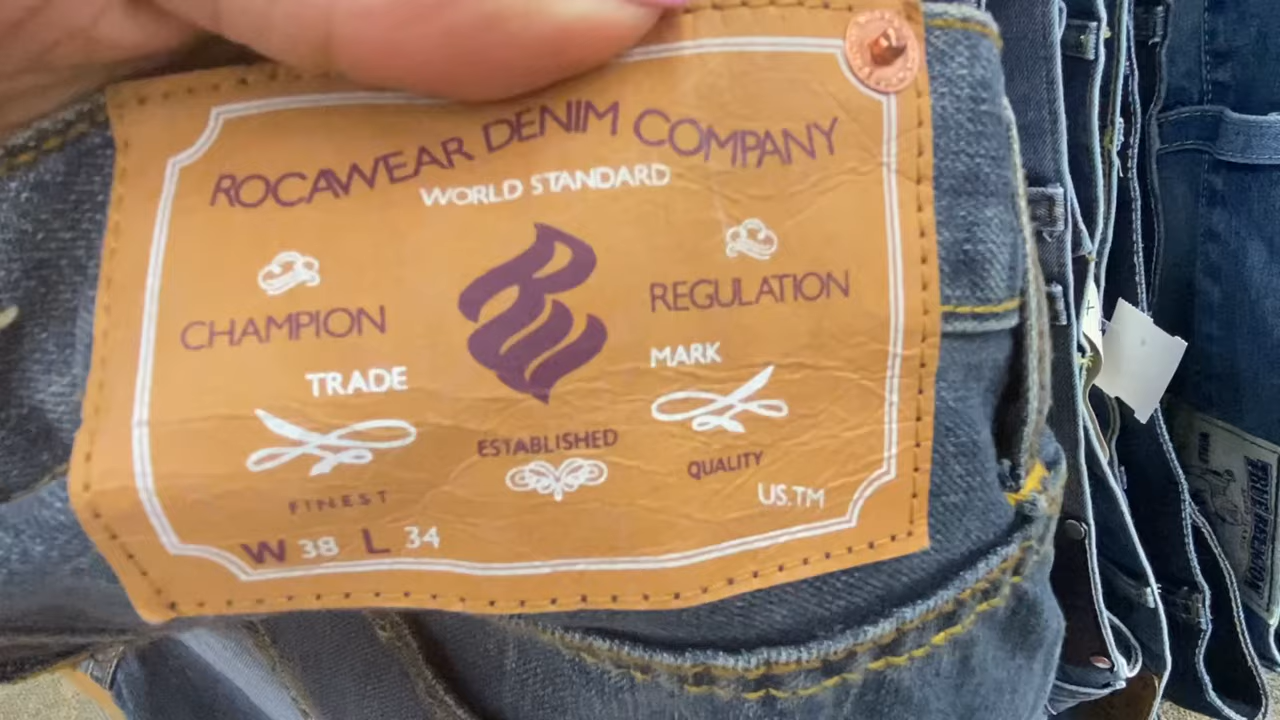 ROCAWEAR DENIM COMPANY
WORLD STANDARD
CHAMPION
REGULATION
TRADE
MARK
ESTABLISHED
FINEST
QUALITY
US.TM
W 38 L 34